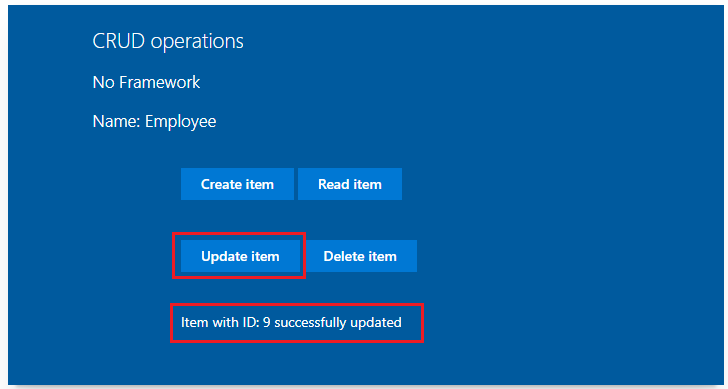 CRUD operations
No Framework
Name: Employee
Create item Read item
Update item Delete item
Item with ID: 9 successfully updated